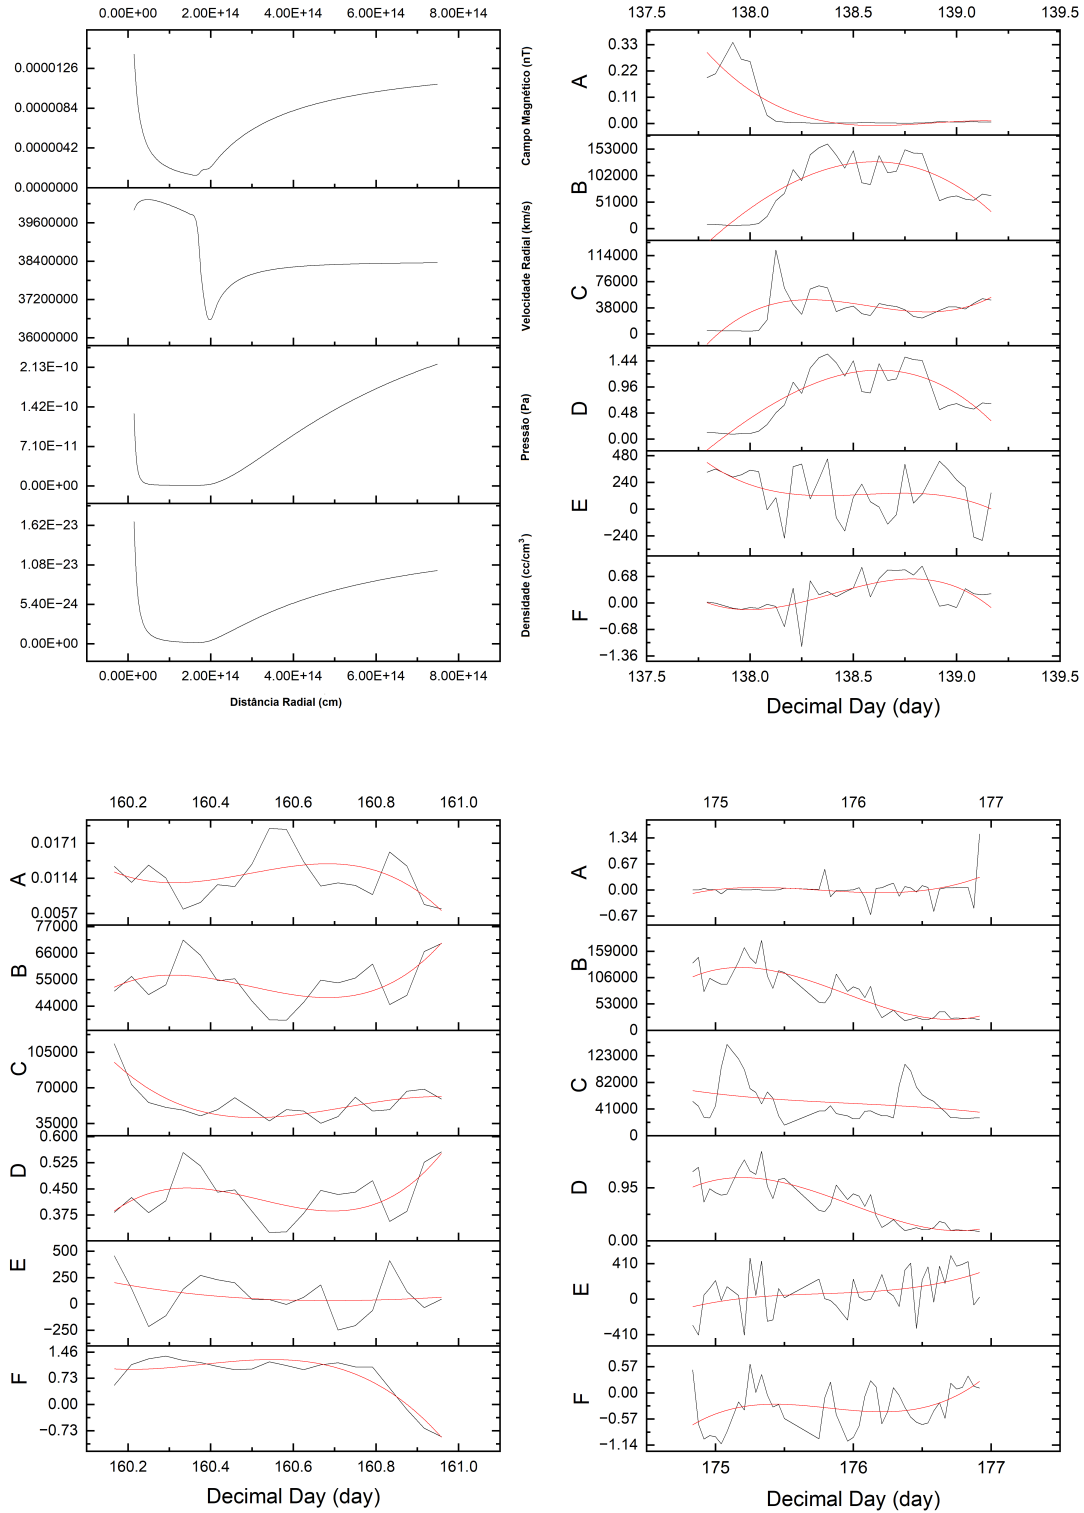 0.00E+00 2.00E+14 4.00E+14 6.00E+14 8.00E+14
0.0000126
0.0000084
0.0000042
0.0000000
Campo Magnético (nT)
39600000
38400000
37200000
36000000
Velocidade Radial (km/s)
2.13E−10
1.42E−10
7.10E−11
0.00E+00
Pressão (Pa)
1.62E−23
1.08E−23
5.40E−24
0.00E+00
Densidade (cc/cm³)
0.00E+00 2.00E+14 4.00E+14 6.00E+14 8.00E+14
Distância Radial (cm)
137.5 138.0 138.5 139.0 139.5
A
0.33
0.22
0.11
0.00
B
153000
102000
51000
0
C
114000
76000
38000
0
D
1.44
0.96
0.48
0.00
E
480
240
0
−240
F
0.68
0.00
−0.68
−1.36
137.5 138.0 138.5 139.0 139.5
Decimal Day (day)
160.2 160.4 160.6 160.8 161.0
A
0.0171
0.0114
0.0057
B
77000
66000
55000
44000
C
105000
70000
35000
D
0.600
0.525
0.450
0.375
E
500
250
0
−250
F
1.46
0.73
0.00
−0.73
160.2 160.4 160.6 160.8 161.0
Decimal Day (day)
175 176 177
A
1.34
0.67
0.00
−0.67
B
159000
106000
53000
0
C
123000
82000
41000
0
D
0.95
0.00
E
410
0
−410
F
0.57
0.00
−0.57
−1.14
175 176 177
Decimal Day (day)